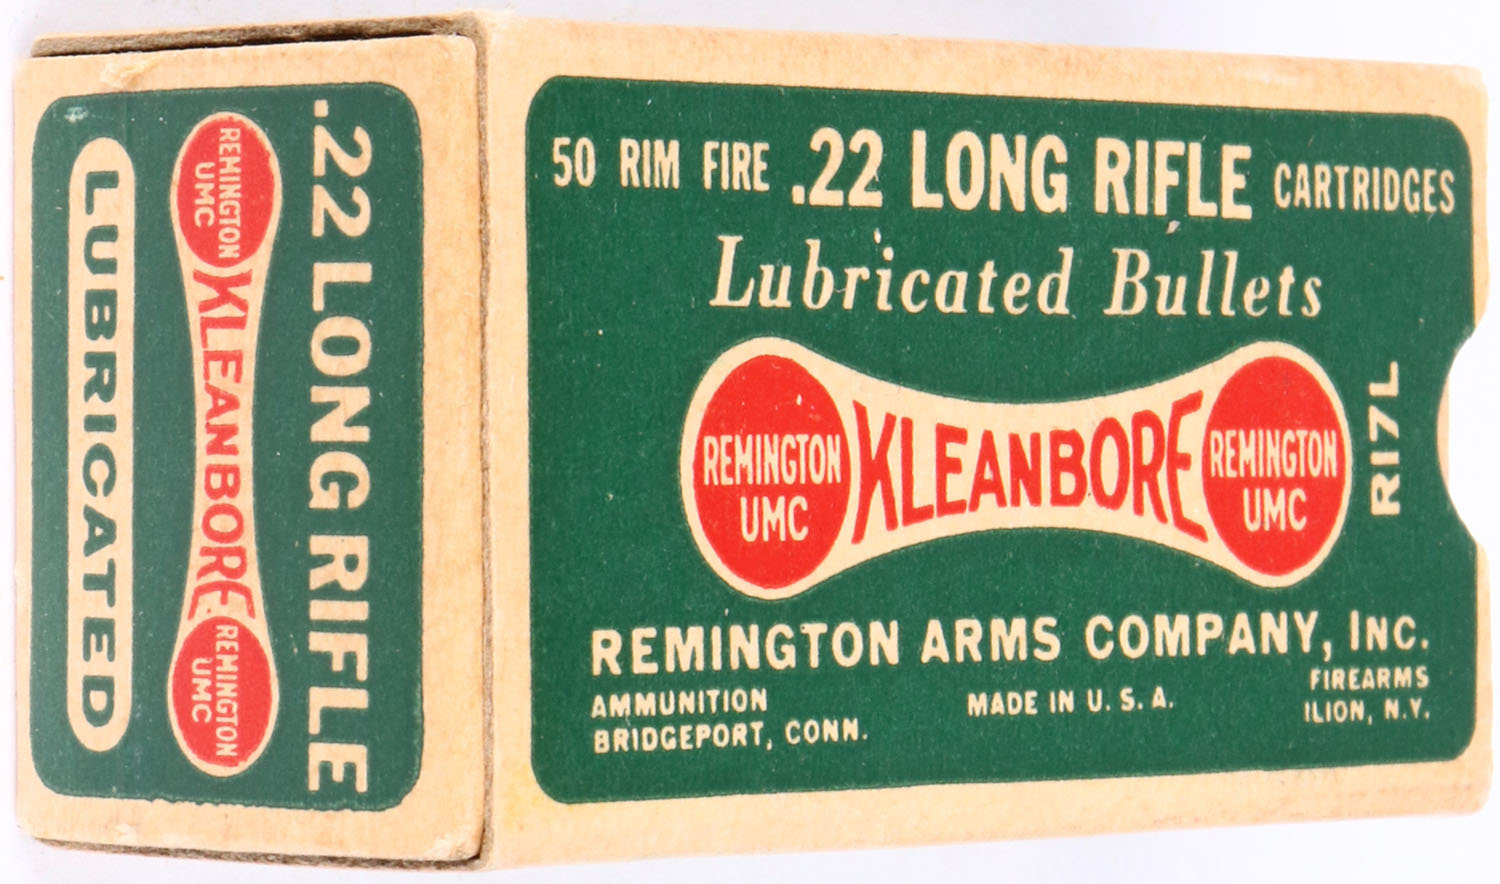 .22 LONG RIFLE
REMINGTON
UMC
KLEANBORE
REMINGTON
UMC
LUBRICATED
50 RIM FIRE .22 LONG RIFLE CARTRIDGES
Lubricated Bullets
REMINGTON
UMC
KLEANBORE
REMINGTON
UMC
R17L
REMINGTON ARMS COMPANY, INC.
AMMUNITION
BRIDGEPORT, CONN.
MADE IN U. S. A.
FIREARMS
ILION, N.Y.